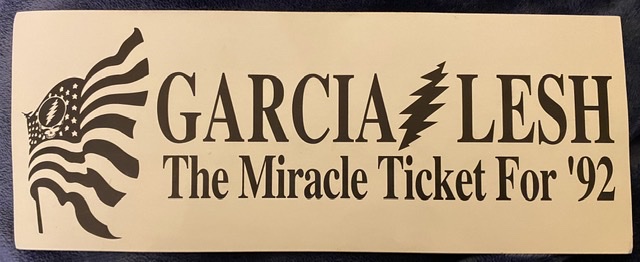 GARCIA LESH
The Miracle Ticket For '92